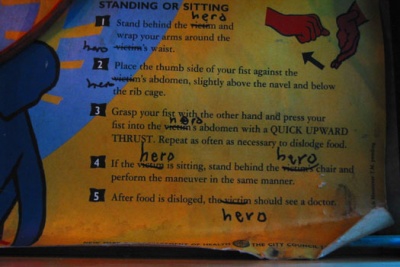 STANDING OR SITTING
hero
1 Stand behind the victim and
wrap your arms around the
hero victim's waist.
2 Place the thumb side of your fist against the
hero victim's abdomen, slightly above the navel and below
the rib cage.
3 Grasp your fist with the other hand and press your
hero
fist into the victim's abdomen with a QUICK UPWARD
THRUST. Repeat as often as necessary to dislodge food.
hero hero
4 If the victim is sitting, stand behind the victim's chair and
perform the maneuver in the same manner.
5 After food is disloged, the victim should see a doctor.
hero
THE CITY COUNCIL